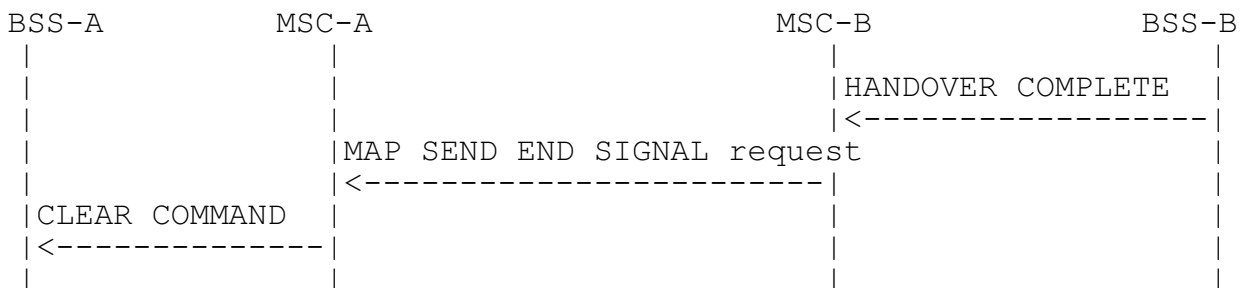 BSS-A MSC-A MSC-B BSS-B
HANDOVER COMPLETE
MAP SEND END SIGNAL request
CLEAR COMMAND